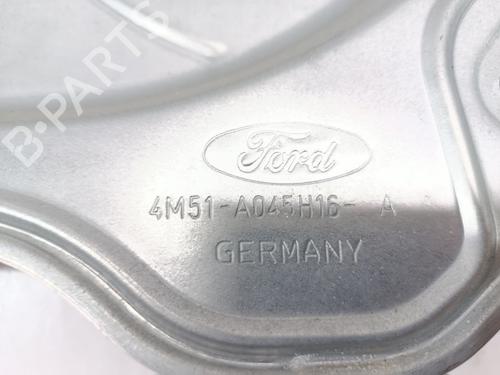 B-PARTS
Ford
4M51-A045H16- A
GERMANY